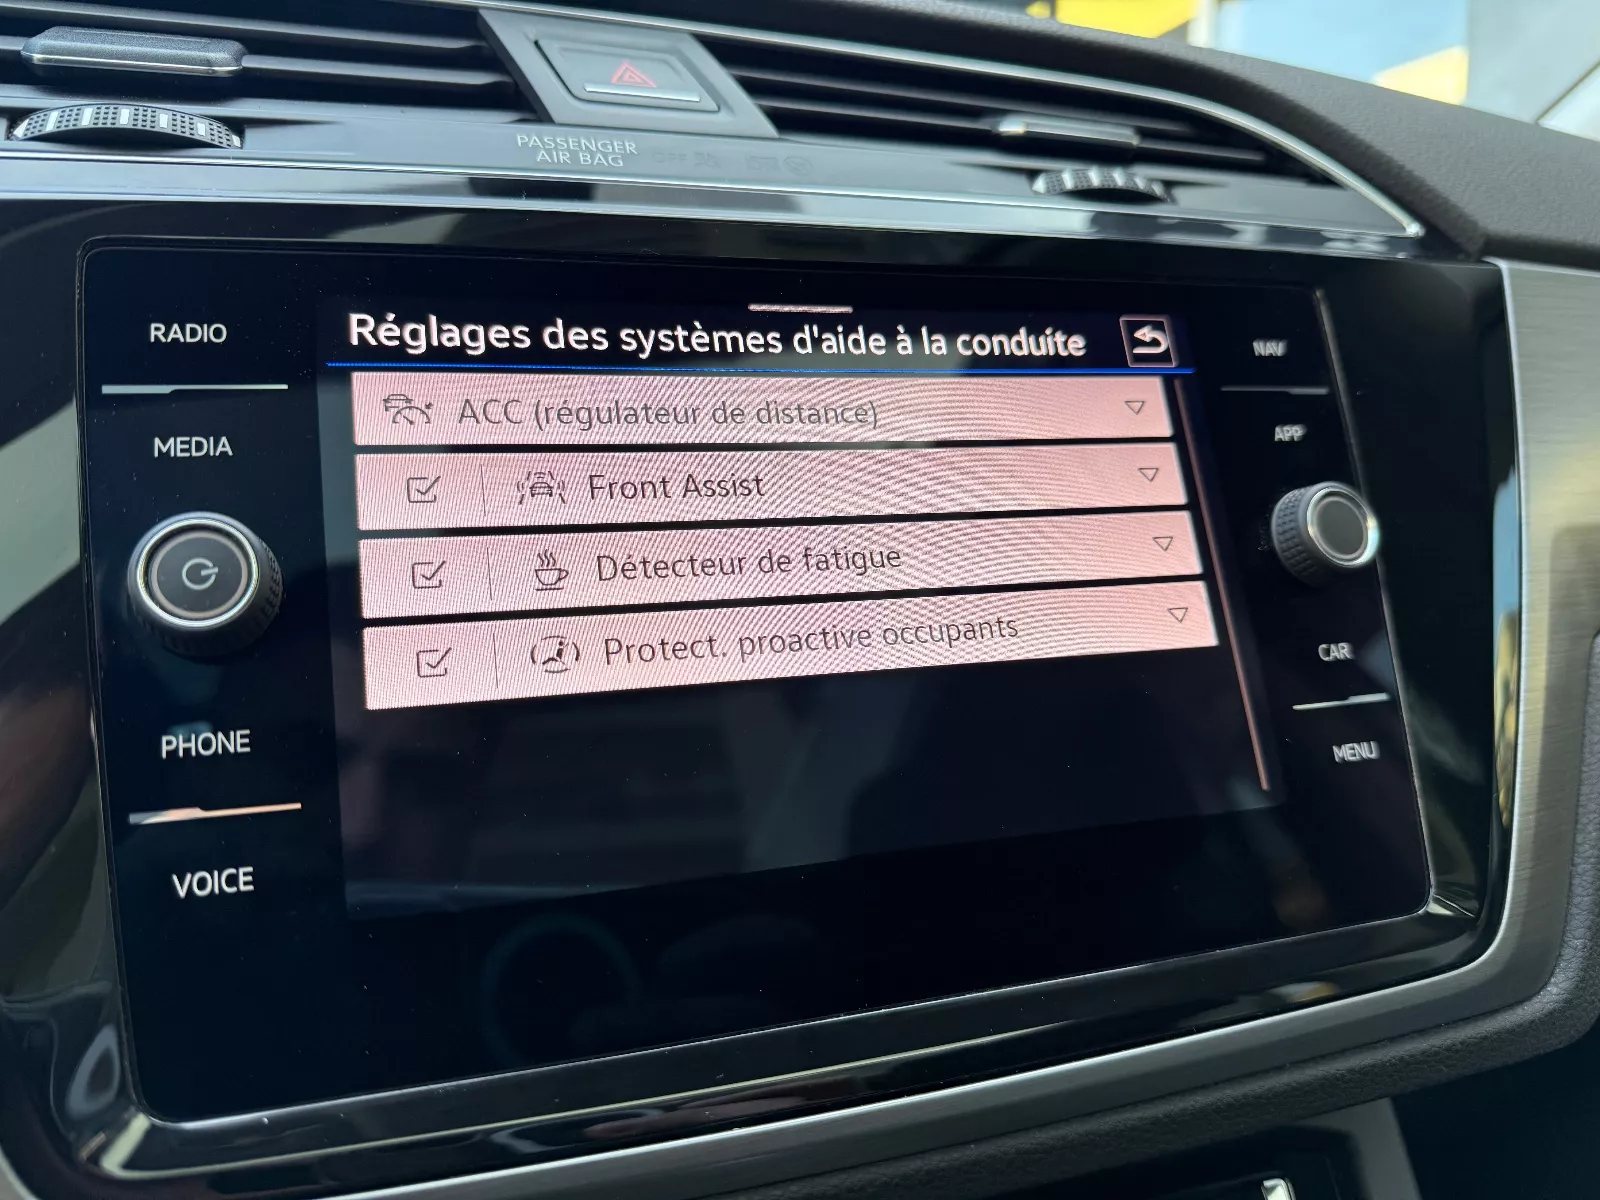 PASSENGER
AIR BAG
RADIO
MEDIA
PHONE
VOICE
Réglages des systèmes d'aide à la conduite
ACC (régulateur de distance)
Front Assist
Détecteur de fatigue
Protect. proactive occupants
NAV
APP
CAR
MENU